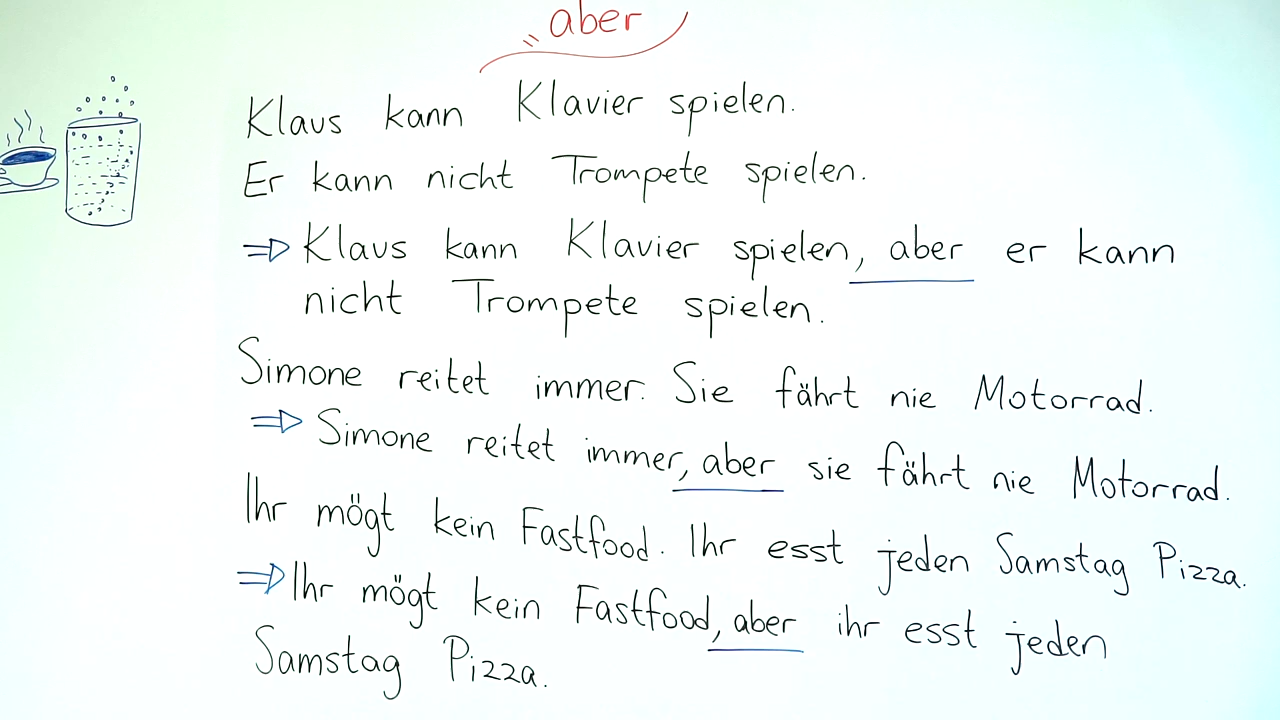 aber
Klaus kann Klavier spielen.
Er kann nicht Trompete spielen.
⇒ Klaus kann Klavier spielen, aber er kann
nicht Trompete spielen.
Simone reitet immer. Sie fährt nie Motorrad.
⇒ Simone reitet immer, aber sie fährt nie Motorrad.
Ihr mögt kein Fastfood. Ihr esst jeden Samstag Pizza.
⇒ Ihr mögt kein Fastfood, aber ihr esst jeden
Samstag Pizza.